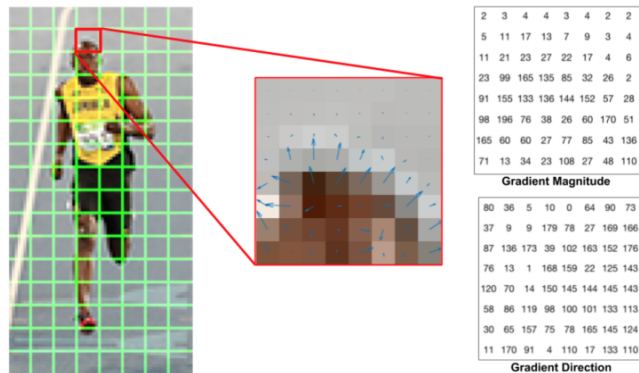 2 3 4 4 3 4 2 2
5 11 17 13 7 9 3 4
11 21 23 27 22 17 4 6
23 99 165 135 85 32 26 2
91 155 133 136 144 152 57 28
98 196 76 38 26 60 170 51
165 60 60 27 77 85 43 136
71 13 34 23 108 27 48 110
Gradient Magnitude
80 36 5 10 0 64 90 73
37 9 9 179 78 27 169 166
87 136 173 39 102 163 152 176
76 13 1 168 159 22 125 143
120 70 14 150 145 144 145 143
58 86 119 98 100 101 133 113
30 65 157 75 78 165 145 124
11 170 91 4 110 17 133 110
Gradient Direction